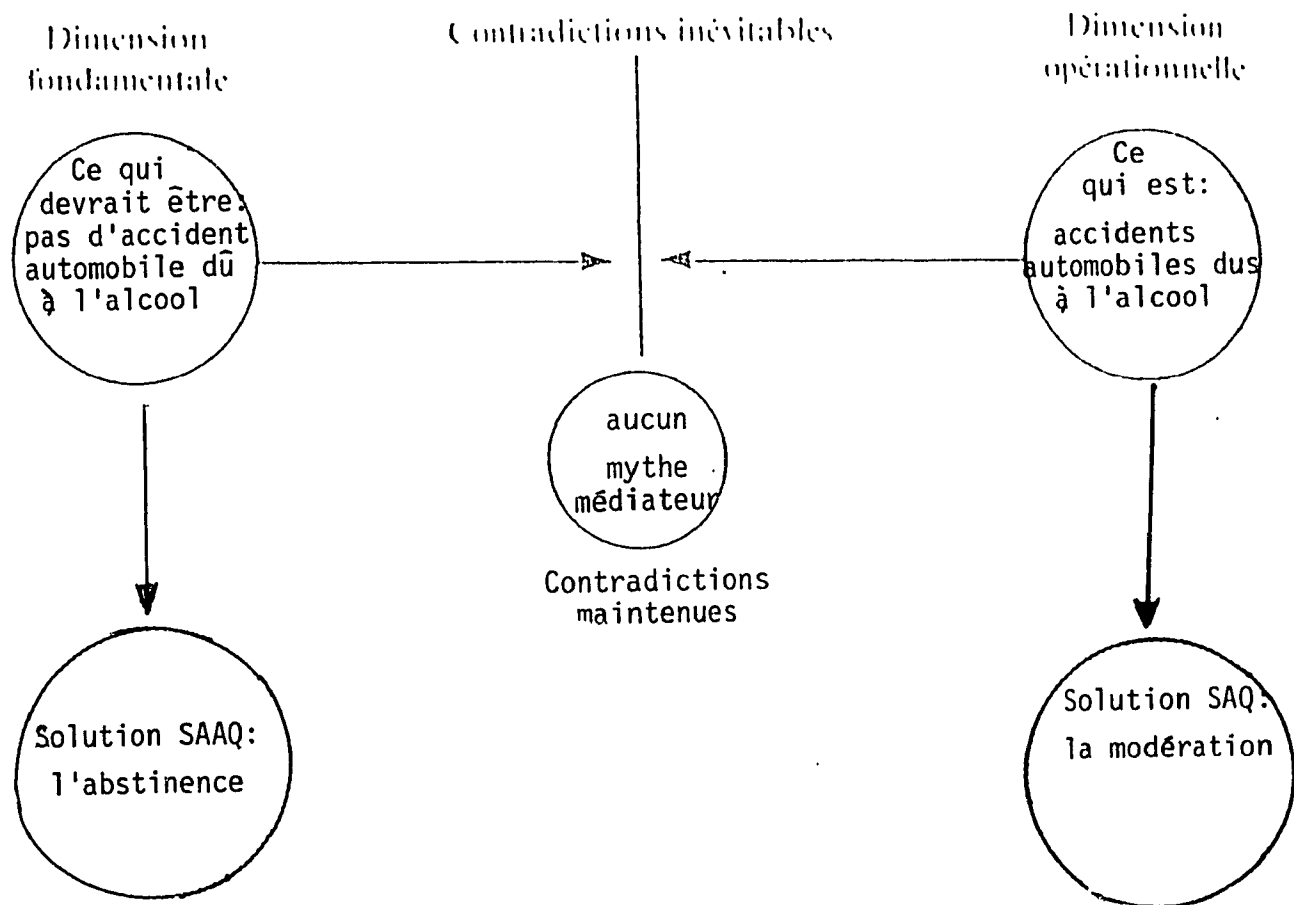 Dimension
fondamentale
Contradictions inévitables
Dimension
opérationnelle
Ce qui
devrait être:
pas d'accident
automobile dû
à l'alcool
Ce
qui est:
accidents
automobiles dus
à l'alcool
aucun
mythe
médiateur
Contradictions
maintenues
Solution SAAQ:
l'abstinence
Solution SAQ:
la modération